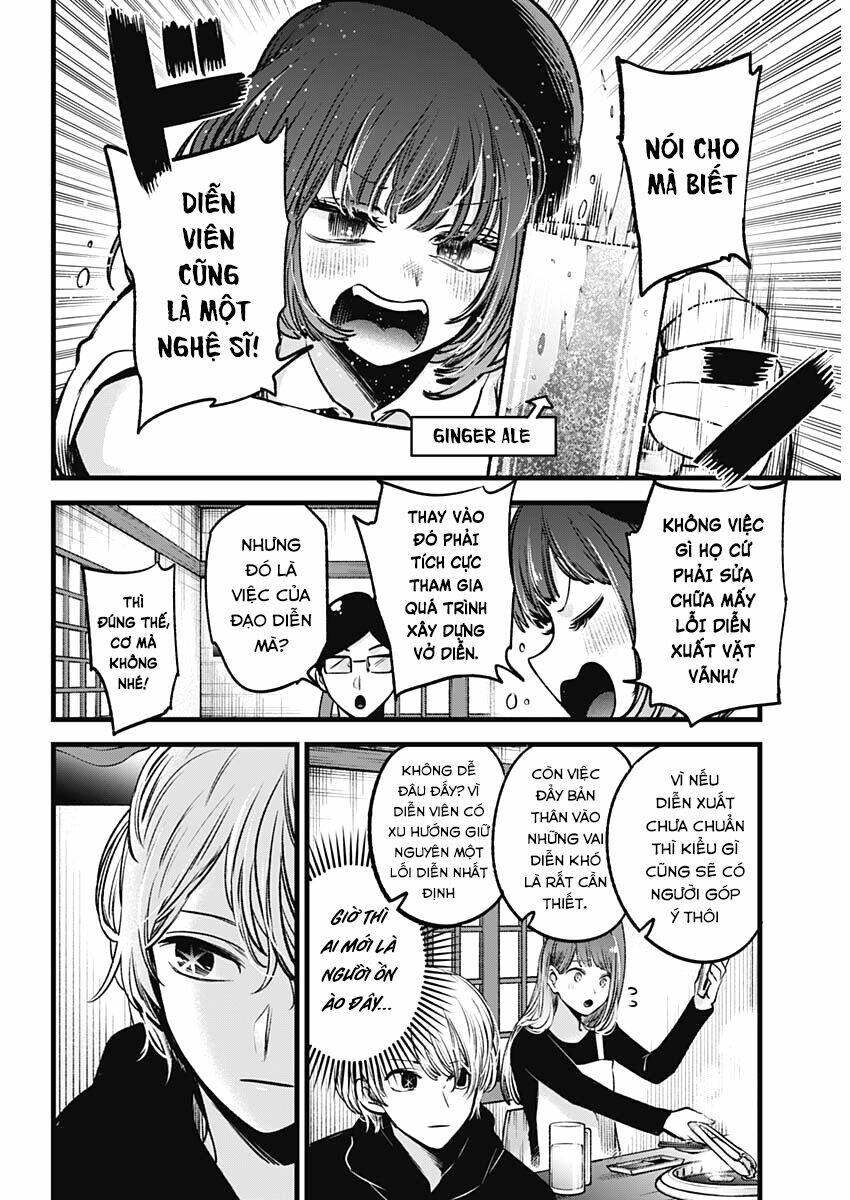 NÓI CHO
MÀ BIẾT
ド
ン
DIỄN
VIÊN
CŨNG
LÀ MỘT
NGHỆ SĨ!
GINGER ALE
KHÔNG VIỆC
GÌ HỌ CỨ
PHẢI SỬA
CHỮA MẤY
LỖI DIỄN
XUẤT VẶT
VÃNH!
THAY VÀO
ĐÓ PHẢI
TÍCH CỰC
THAM GIA
QUÁ TRÌNH
XÂY DỰNG
VỞ DIỄN.
NHƯNG
ĐÓ LÀ
VIỆC CỦA
ĐẠO DIỄN
MÀ?
THÌ
ĐÚNG THẾ,
CƠ MÀ
KHÔNG
NHÉ!
VÌ NẾU
DIỄN XUẤT
CHƯA CHUẨN
THÌ KIỂU GÌ
CŨNG SẼ CÓ
NGƯỜI GÓP
Ý THÔI
CÒN VIỆC
ĐẨY BẢN
THÂN VÀO
NHỮNG VAI
DIỄN KHÓ
LÀ RẤT CẦN
THIẾT.
KHÔNG DỄ
ĐÂU ĐẤY? VÌ
DIỄN VIÊN CÓ
XU HƯỚNG GIỮ
NGUYÊN MỘT
LỐI DIỄN NHẤT
ĐỊNH
GIỜ THÌ
AI MỚI LÀ
NGƯỜI ỒN
ÀO ĐÂY...